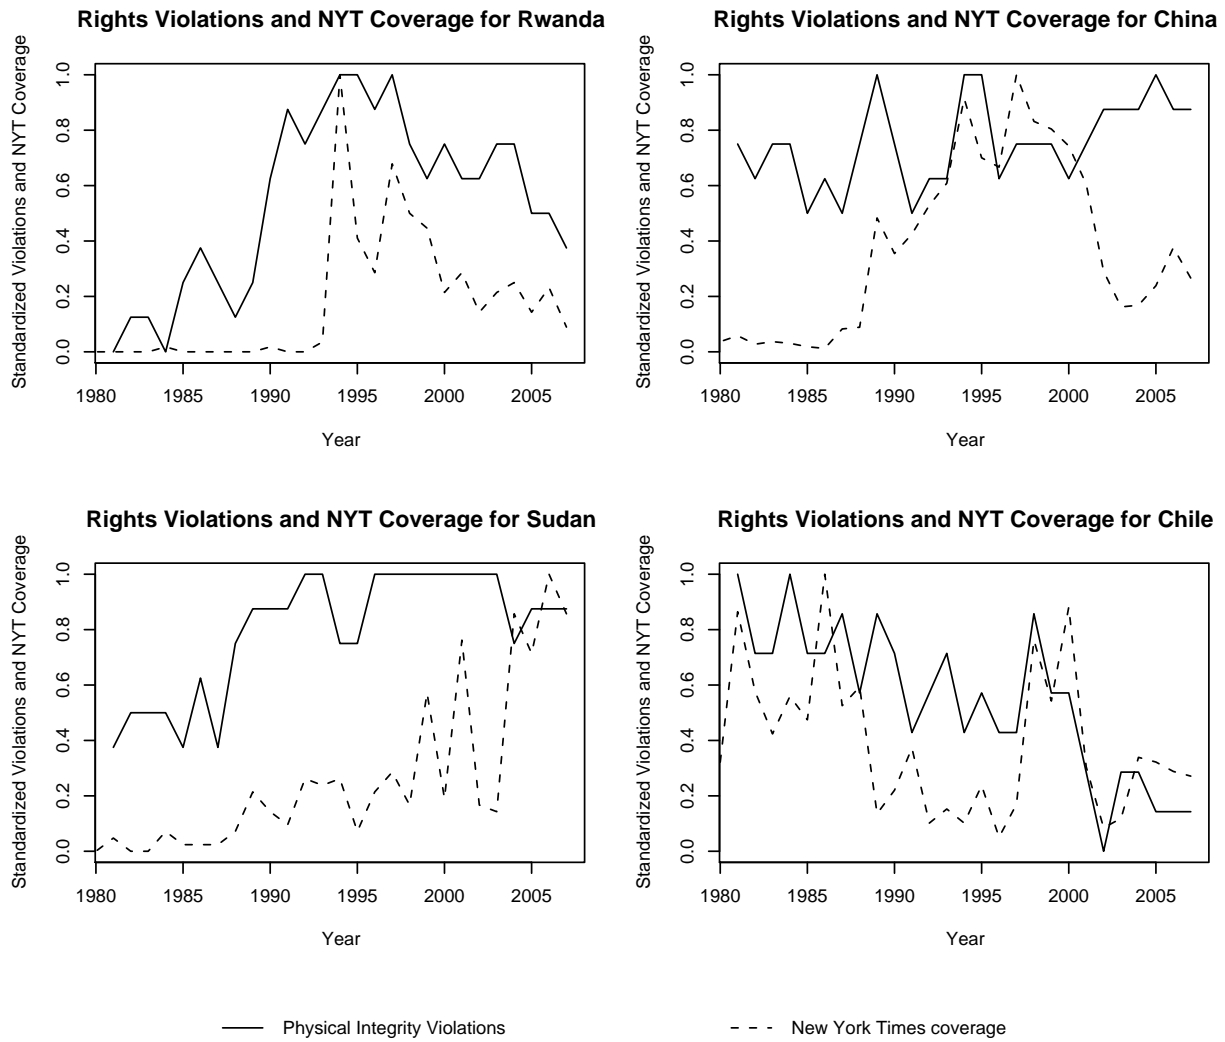 Rights Violations and NYT Coverage for Rwanda
Standardized Violations and NYT Coverage
1.0
0.8
0.6
0.4
0.2
0.0
1980 1985 1990 1995 2000 2005
Year
Rights Violations and NYT Coverage for China
Standardized Violations and NYT Coverage
1.0
0.8
0.6
0.4
0.2
0.0
1980 1985 1990 1995 2000 2005
Year
Rights Violations and NYT Coverage for Sudan
Standardized Violations and NYT Coverage
1.0
0.8
0.6
0.4
0.2
0.0
1980 1985 1990 1995 2000 2005
Year
Rights Violations and NYT Coverage for Chile
Standardized Violations and NYT Coverage
1.0
0.8
0.6
0.4
0.2
0.0
1980 1985 1990 1995 2000 2005
Year
Physical Integrity Violations
New York Times coverage